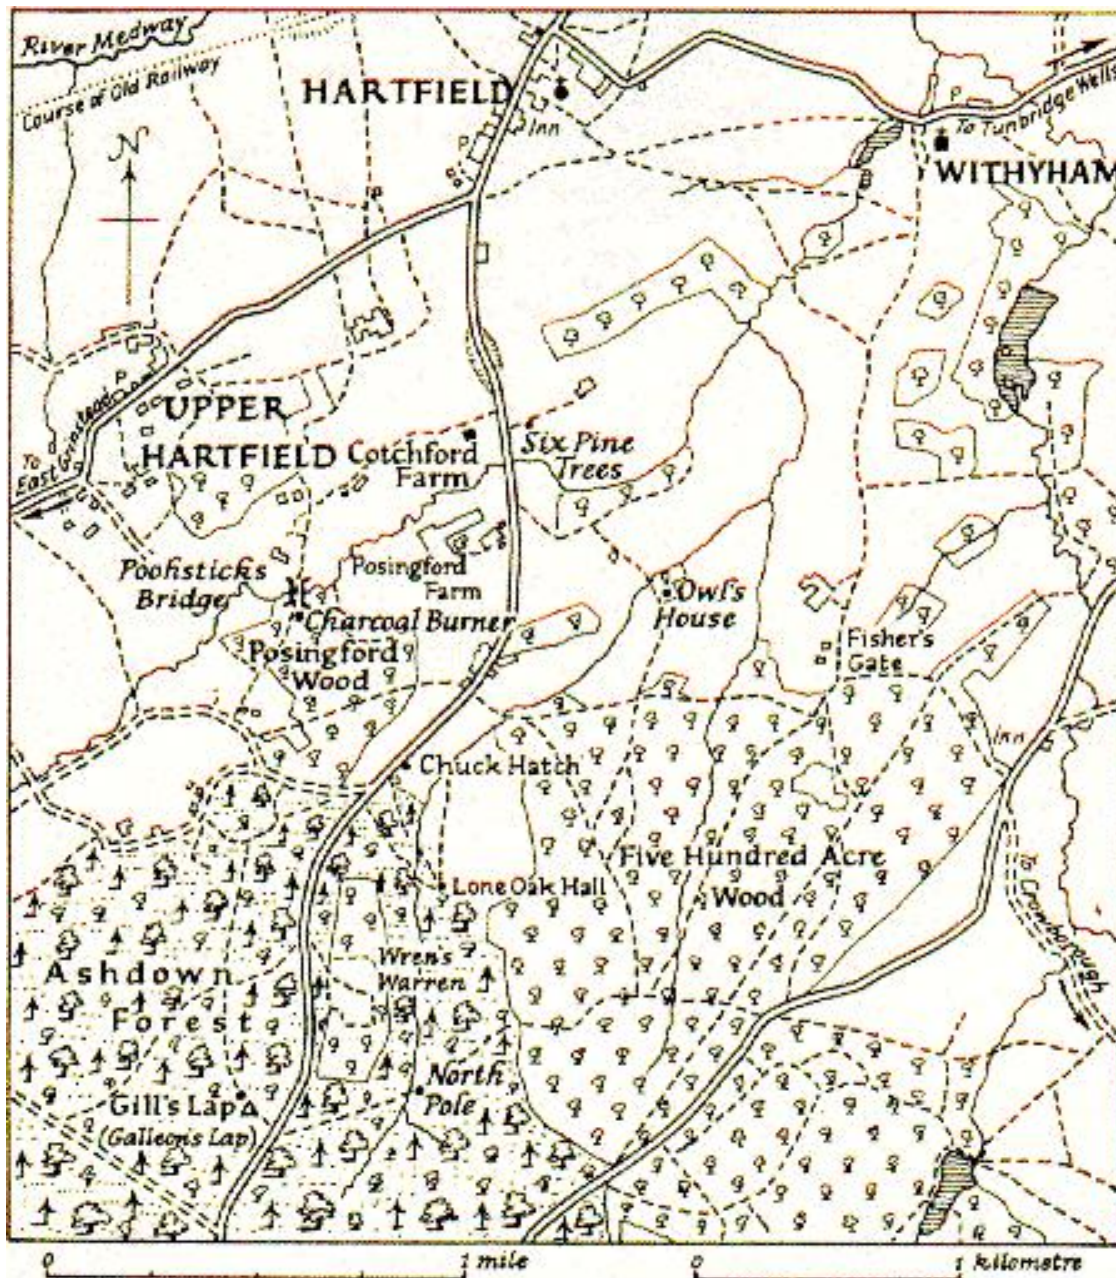 River Medway
Course of Old Railway
N
HARTFIELD
Inn
P
P
To Tunbridge Wells
WITHYHAM
P
To
East Grinstead
UPPER
HARTFIELD
Cotchford
Farm
Six Pine
Trees
Poohsticks
Bridge
Posingford
Farm
Charcoal Burner
Owl's
House
Posingford
Wood
Fisher's
Gate
Inn
Chuck Hatch
Five Hundred Acre
Wood
Lone Oak Hall
To Crowborough
Wren's
Warren
Ashdown
Forest
North
Pole
Gill's Lap
(Galleon's Lap)
0 1 mile 0 1 kilometre